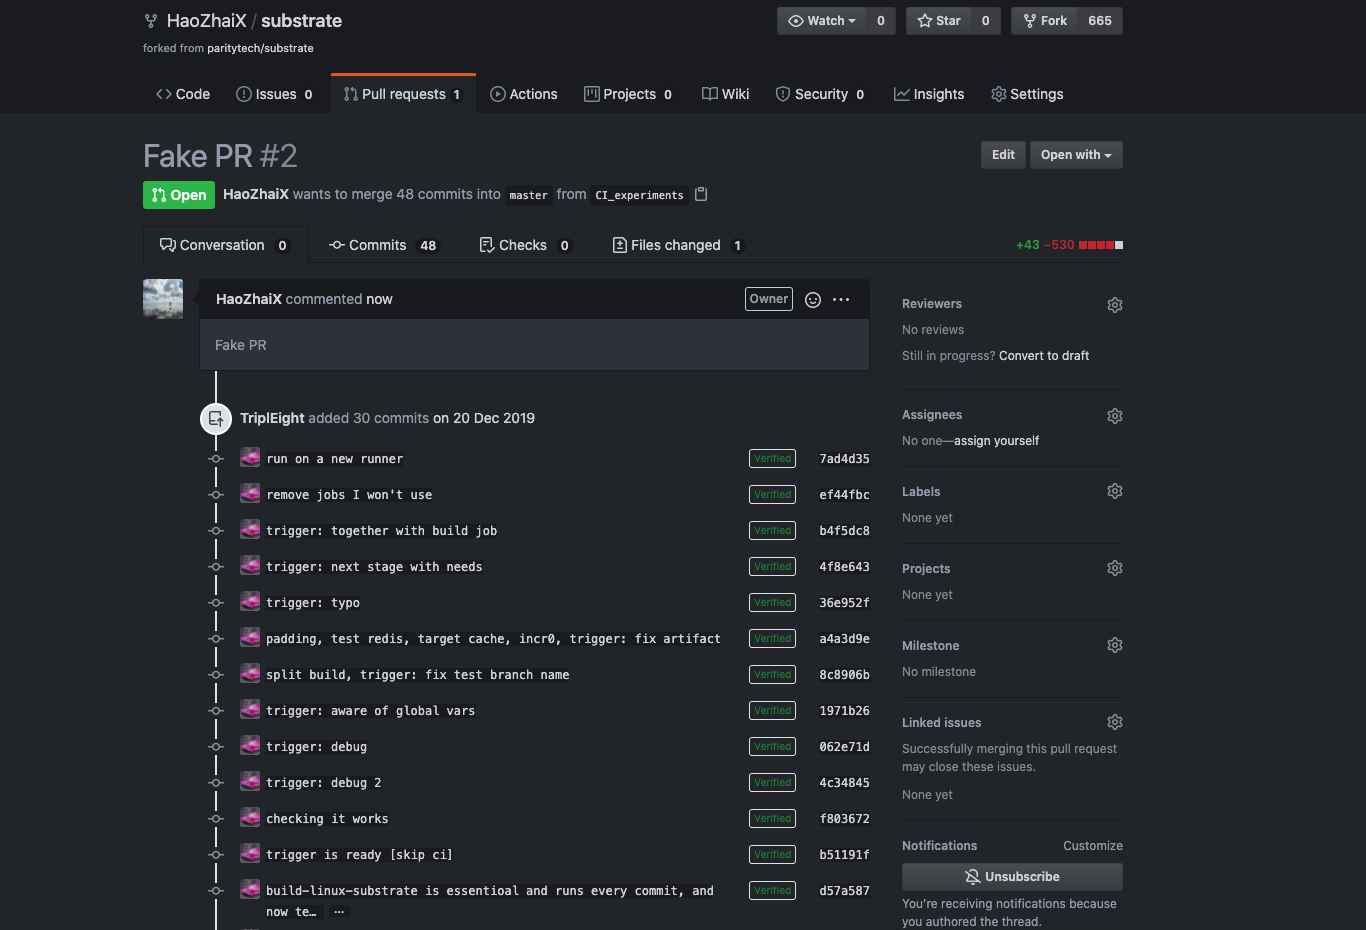 HaoZhaiX / substrate
Watch 0
Star 0
Fork 665
forked from paritytech/substrate
Code
Issues 0
Pull requests 1
Actions
Projects 0
Wiki
Security 0
Insights
Settings
Fake PR #2
Edit
Open with
Open
HaoZhaiX wants to merge 48 commits into master from CI_experiments
Conversation 0
Commits 48
Checks 0
Files changed 1
+43 −530
HaoZhaiX commented now
Owner
Fake PR
TriplEight added 30 commits on 20 Dec 2019
run on a new runner Verified 7ad4d35
remove jobs I won't use Verified ef44fbc
trigger: together with build job Verified b4f5dc8
trigger: next stage with needs Verified 4f8e643
trigger: typo Verified 36e952f
padding, test redis, target cache, incr0, trigger: fix artifact Verified a4a3d9e
split build, trigger: fix test branch name Verified 8c8906b
trigger: aware of global vars Verified 1971b26
trigger: debug Verified 062e71d
trigger: debug 2 Verified 4c34845
checking it works Verified f803672
trigger is ready [skip ci] Verified b51191f
build-linux-substrate is essentioal and runs every commit, and Verified d57a587
now te… …
Reviewers
No reviews
Still in progress? Convert to draft
Assignees
No one—assign yourself
Labels
None yet
Projects
None yet
Milestone
No milestone
Linked issues
Successfully merging this pull request
may close these issues.
None yet
Notifications
Customize
Unsubscribe
You're receiving notifications because
you authored the thread.